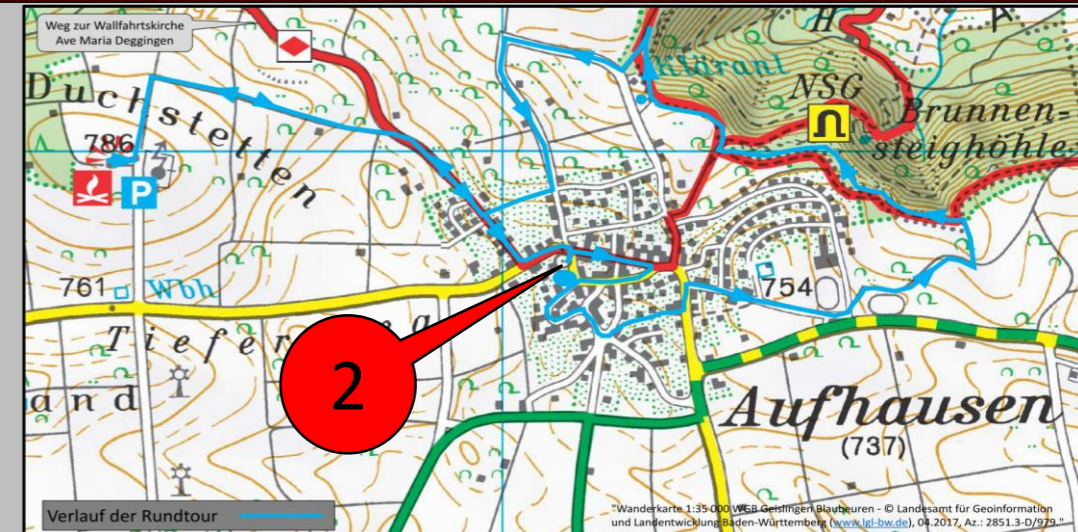 Weg zur Wallfahrtskirche
Ave Maria Deggingen
H
Kläranl
Duchstetten
NSG
Brunnen-
steighöhle
786
P
761
Wbh
754
Tiefer
and
2
Aufhausen
(737)
Verlauf der Rundtour
"Wanderkarte 1:35 000 WGB Geislingen Blaubeuren - © Landesamt für Geoinformation
und Landentwicklung Baden-Württemberg (www.lgl-bw.de), 04.2017, Az.: 2851.3-D/979."